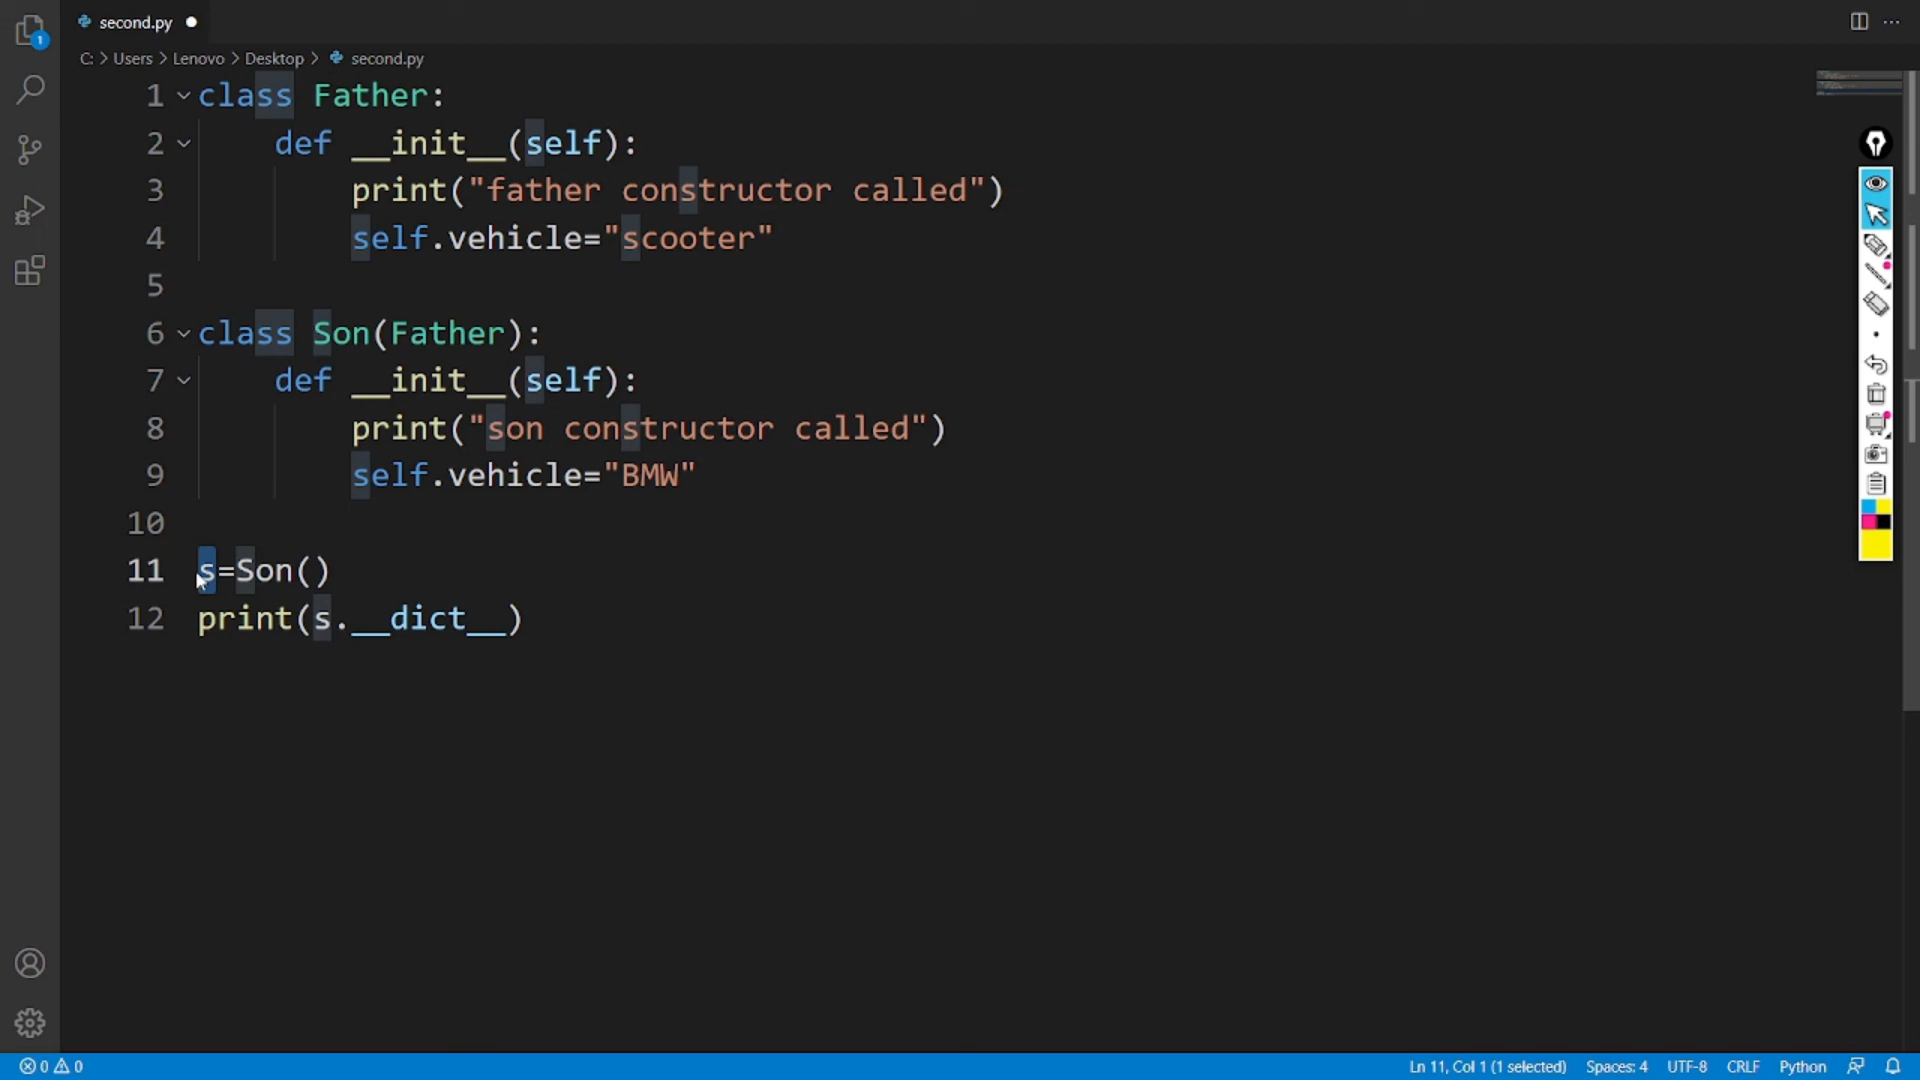 second.py
C: > Users > Lenovo > Desktop > second.py
1
1 class Father:
2 def __init__(self):
3 print("father constructor called")
4 self.vehicle="scooter"
5
6 class Son(Father):
7 def __init__(self):
8 print("son constructor called")
9 self.vehicle="BMW"
10
11 s=Son()
12 print(s.__dict__)
0 0 Ln 11, Col 1 (1 selected) Spaces: 4 UTF-8 CRLF Python